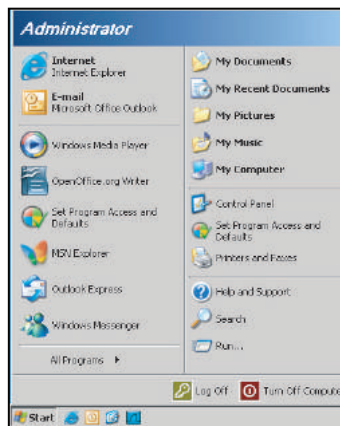 Administrator
Internet
Internet Explorer
E-mail
Microsoft Office Outlook
Windows Media Player
OpenOffice.org Writer
Set Program Access and
Defaults
MSN Explorer
Outlook Express
Windows Messenger
All Programs
My Documents
My Recent Documents
My Pictures
My Music
My Computer
Control Panel
Set Program Access and
Defaults
Printers and Faxes
Help and Support
Search
Run...
Log Off
Turn Off Compute
Start